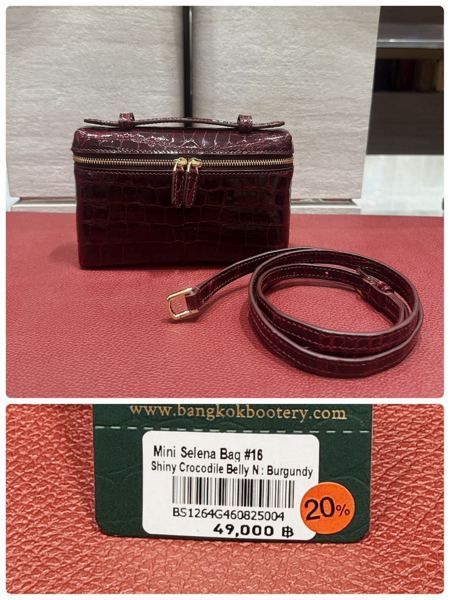 www.bangkokbootery.com
Mini Selena Bag #16
Shiny Crocodile Belly N : Burgundy
BS1264G460825004
49,000 ฿
20%